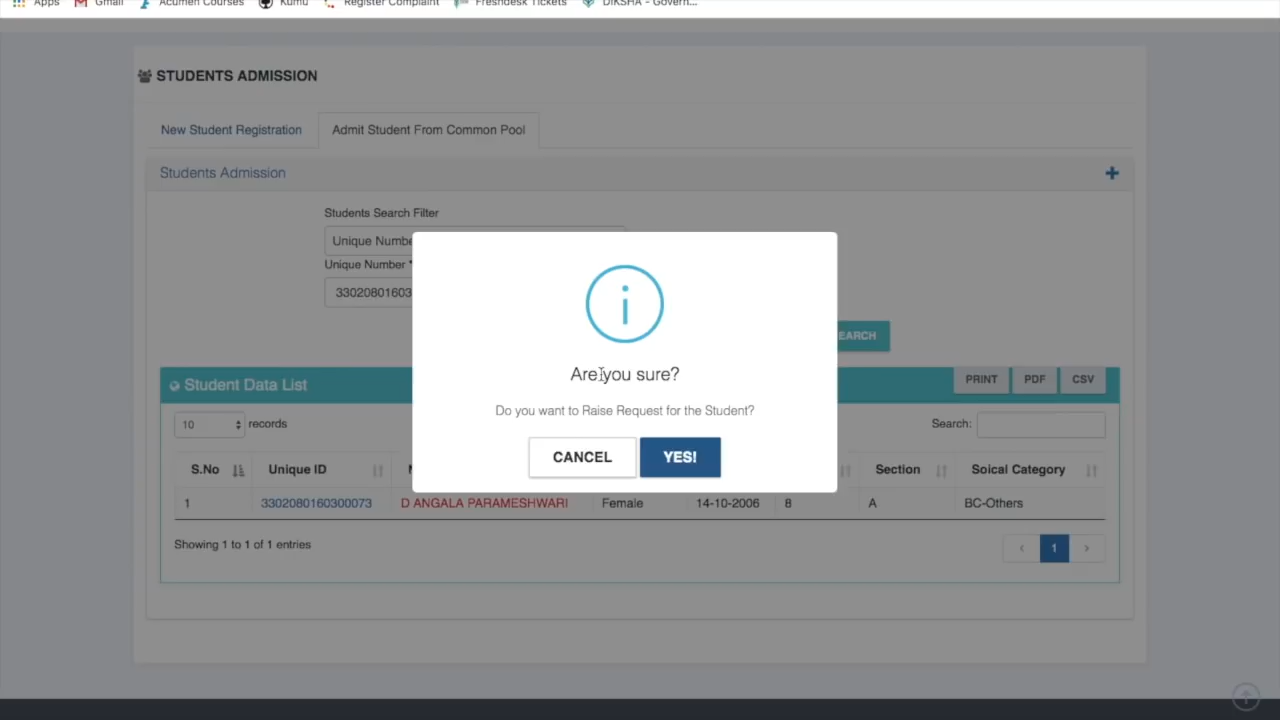 Apps Gmail Acumen Courses Kumu Register Complaint Freshdesk Tickets DIKSHA - Govern...
STUDENTS ADMISSION
New Student Registration Admit Student From Common Pool
Students Admission
Students Search Filter
Unique Numbe
Unique Number *
33020801603
EARCH
Are you sure?
Do you want to Raise Request for the Student?
CANCEL YES!
Student Data List PRINT PDF CSV
10 records Search:
S.No Unique ID Section Soicial Category
1 3302080160300073 D ANGALA PARAMESHWARI Female 14-10-2006 8 A BC-Others
Showing 1 to 1 of 1 entries
‹ 1 ›